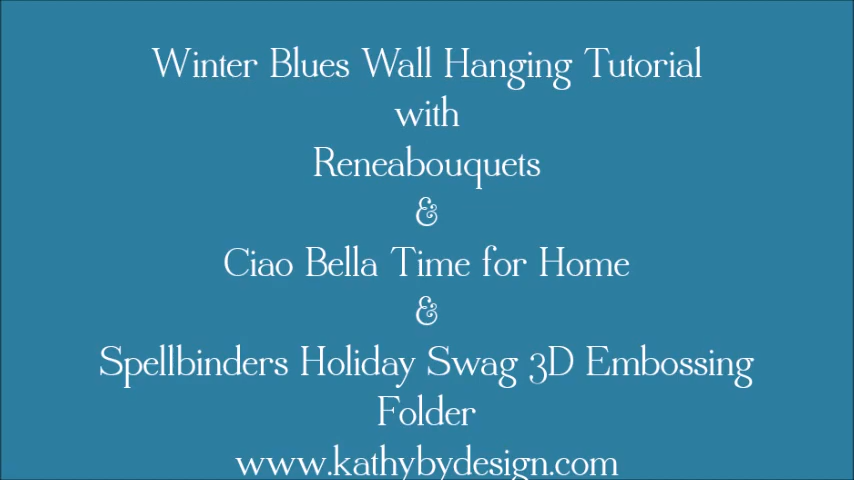 Winter Blues Wall Hanging Tutorial
with
Reneabouquets
&
Ciao Bella Time for Home
&
Spellbinders Holiday Swag 3D Embossing
Folder
www.kathybydesign.com